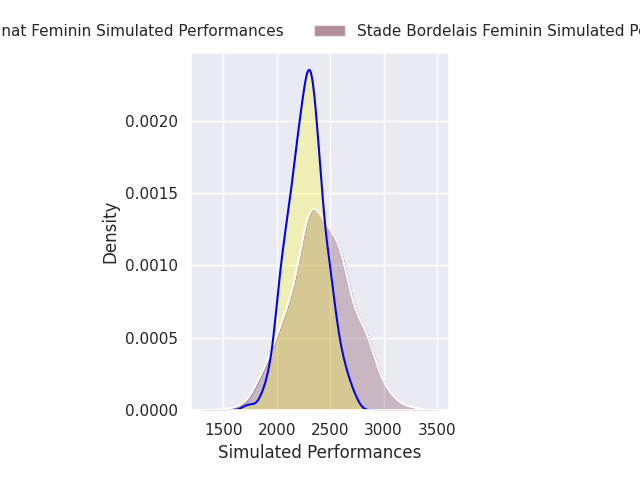 nat Feminin Simulated Performances Stade Bordelais Feminin Simulated
0.0020
0.0015
0.0010
0.0005
0.0000
Density
1500 2000 2500 3000 3500
Simulated Performances